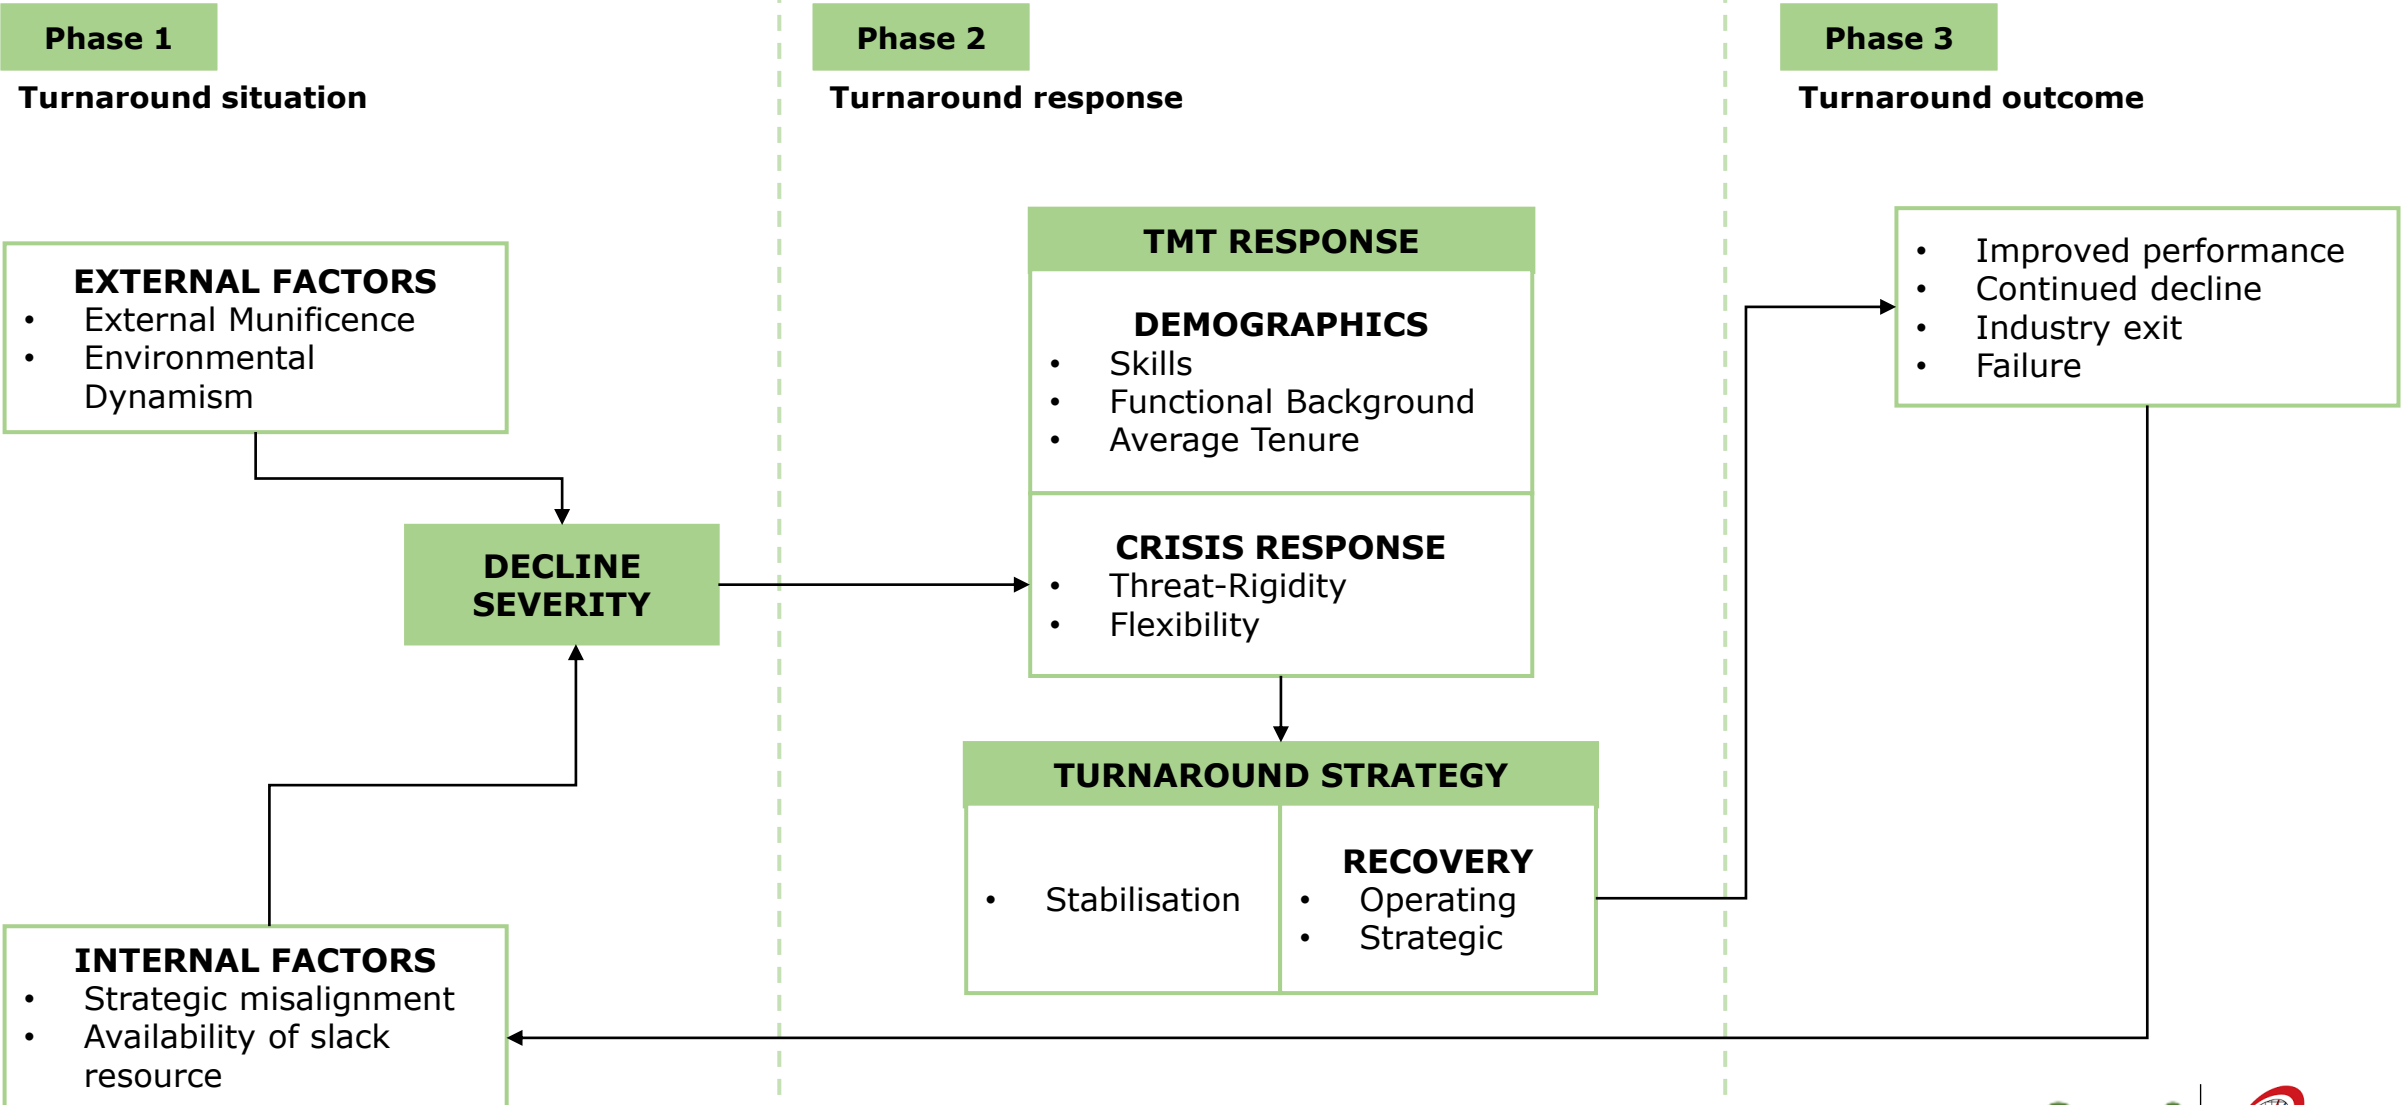 Phase 1
Turnaround situation
EXTERNAL FACTORS
• External Munificence
• Environmental
Dynamism
DECLINE
SEVERITY
INTERNAL FACTORS
• Strategic misalignment
• Availability of slack
resource
Phase 2
Turnaround response
TMT RESPONSE
DEMOGRAPHICS
• Skills
• Functional Background
• Average Tenure
CRISIS RESPONSE
• Threat-Rigidity
• Flexibility
TURNAROUND STRATEGY
• Stabilisation
RECOVERY
• Operating
• Strategic
Phase 3
Turnaround outcome
• Improved performance
• Continued decline
• Industry exit
• Failure